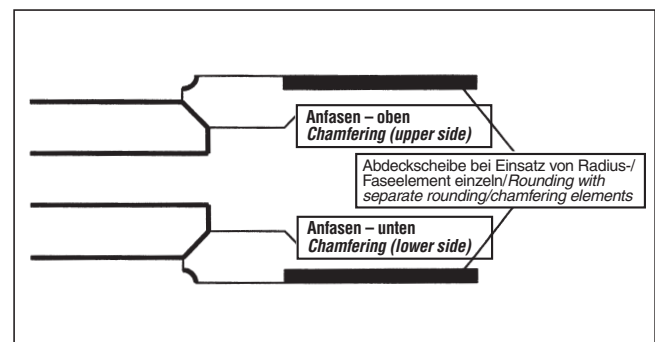 Anfasen – oben
Chamfering (upper side)
Abdeckscheibe bei Einsatz von Radius-/
Faseelement einzeln/Rounding with
separate rounding/chamfering elements
Anfasen – unten
Chamfering (lower side)